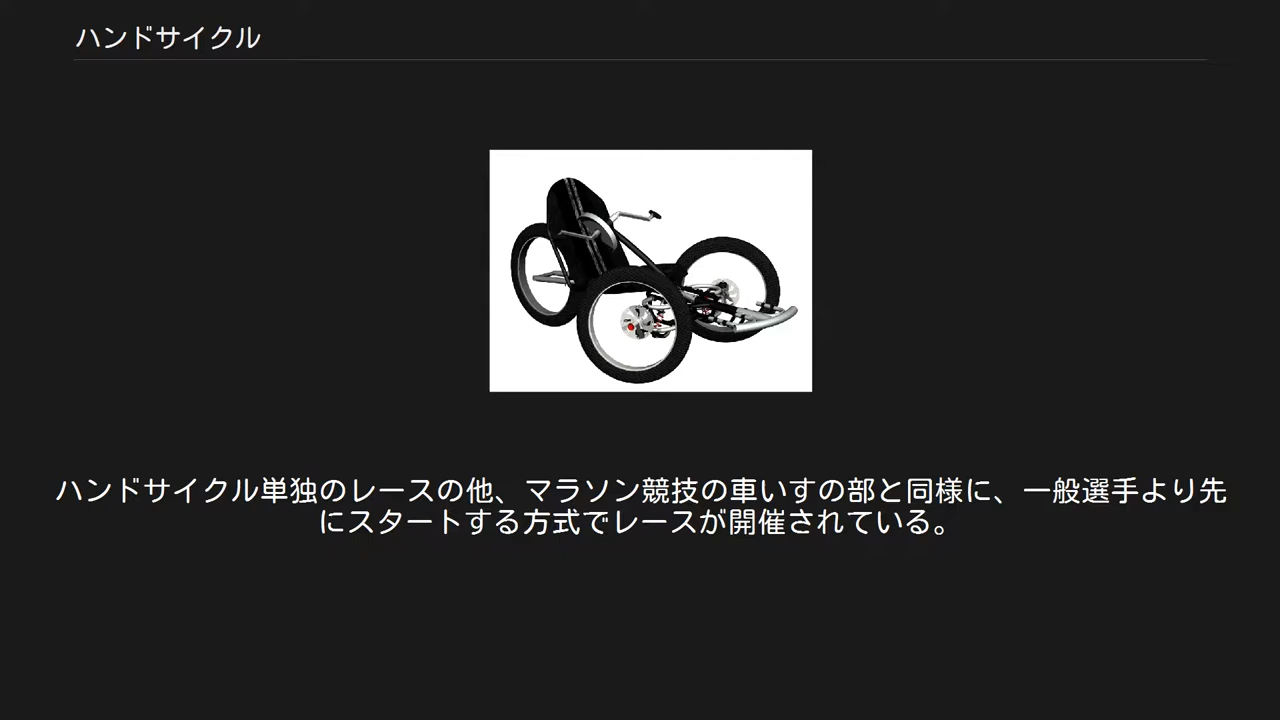 ハンドサイクル
ハンドサイクル単独のレースの他、マラソン競技の車いすの部と同様に、一般選手より先
にスタートする方式でレースが開催されている。